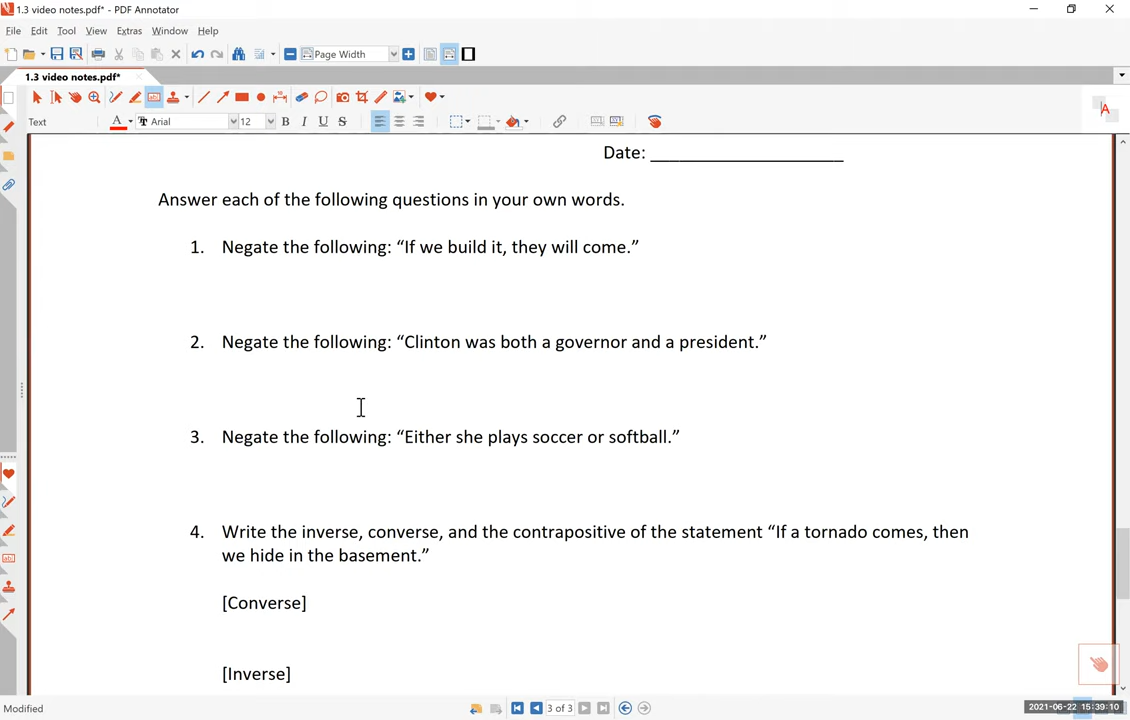 1.3 video notes.pdf* - PDF Annotator
File Edit Tool View Extras Window Help
Page Width
1.3 video notes.pdf*
Text A Arial 12 B I U S
A
Date: ____________________
Answer each of the following questions in your own words.
1. Negate the following: “If we build it, they will come.”
2. Negate the following: “Clinton was both a governor and a president.”
3. Negate the following: “Either she plays soccer or softball.”
4. Write the inverse, converse, and the contrapositive of the statement “If a tornado comes, then
we hide in the basement.”
[Converse]
[Inverse]
Modified
3 of 3
2021-06-22 15:39:10